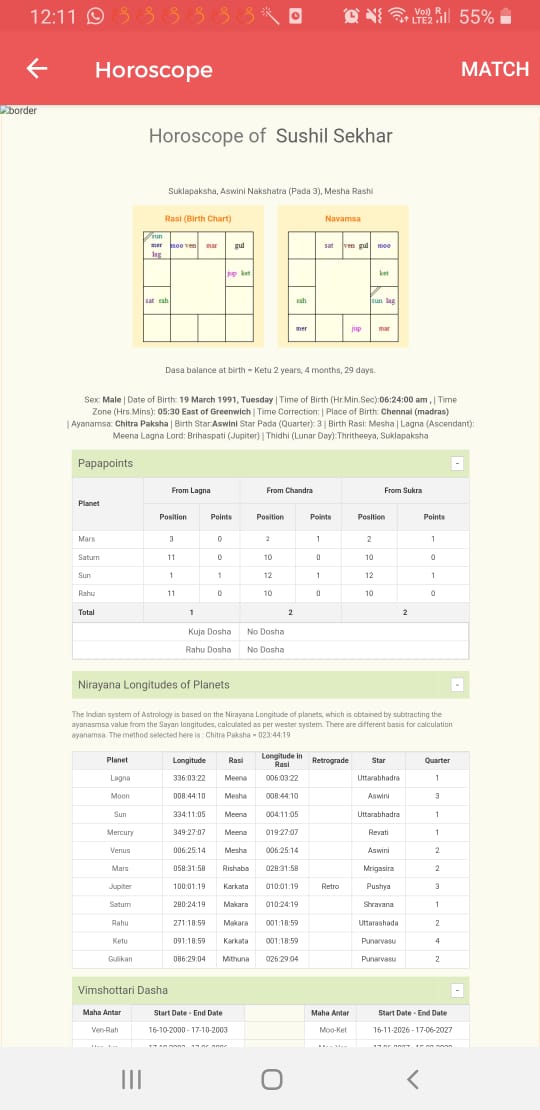 12:11 Vo)) LTE2 R 55%
Horoscope MATCH
border
Horoscope of Sushil Sekhar
Suklapaksha, Aswini Nakshatra (Pada 3), Mesha Rashi
Rasi (Birth Chart) Navamsa
sun mer lag moo ven mar gul
jup ket
sat rah
sat ven gul moo
ket
rah sun lag
mer jup mar
Dasa balance at birth = Ketu 2 years, 4 months, 29 days.
Sex: Male | Date of Birth: 19 March 1991, Tuesday | Time of Birth (Hr.Min.Sec):06:24:00 am , | Time
Zone (Hrs.Mins): 05:30 East of Greenwich | Time Correction: | Place of Birth: Chennai (madras)
| Ayanamsa: Chitra Paksha | Birth Star:Aswini Star Pada (Quarter): 3 | Birth Rasi: Mesha | Lagna (Ascendant):
Meena Lagna Lord: Brihaspati (Jupiter) | Thidhi (Lunar Day):Thritheeya, Suklapaksha
Papapoints -
Planet From Lagna From Chandra From Sukra
Position Points Position Points Position Points
Mars 3 0 2 1 2 1
Saturn 11 0 10 0 10 0
Sun 1 1 12 1 12 1
Rahu 11 0 10 0 10 0
Total 1 2 2
Kuja Dosha No Dosha
Rahu Dosha No Dosha
Nirayana Longitudes of Planets -
The Indian system of Astrology is based on the Nirayana Longitude of planets, which is obtained by subtracting the
ayanasmsa value from the Sayan longitudes, calculated as per wester system. There are different basis for calculation
ayanamsa. The method selected here is : Chitra Paksha = 023:44:19
Planet Longitude Rasi Longitude in Rasi Retrograde Star Quarter
Lagna 336:03:22 Meena 006:03:22 Uttarabhadra 1
Moon 008:44:10 Mesha 008:44:10 Aswini 3
Sun 334:11:05 Meena 004:11:05 Uttarabhadra 1
Mercury 349:27:07 Meena 019:27:07 Revati 1
Venus 006:25:14 Mesha 006:25:14 Aswini 2
Mars 058:31:58 Rishaba 028:31:58 Mrigasira 2
Jupiter 100:01:19 Karkata 010:01:19 Retro Pushya 3
Saturn 280:24:19 Makara 010:24:19 Shravana 1
Rahu 271:18:59 Makara 001:18:59 Uttarashada 2
Ketu 091:18:59 Karkata 001:18:59 Punarvasu 4
Gulikan 086:29:04 Mithuna 026:29:04 Punarvasu 2
Vimshottari Dasha -
Maha Antar Start Date - End Date Maha Antar Start Date - End Date
Ven-Rah 16-10-2000 - 17-10-2003 Moo-Ket 16-11-2026 - 17-06-2027